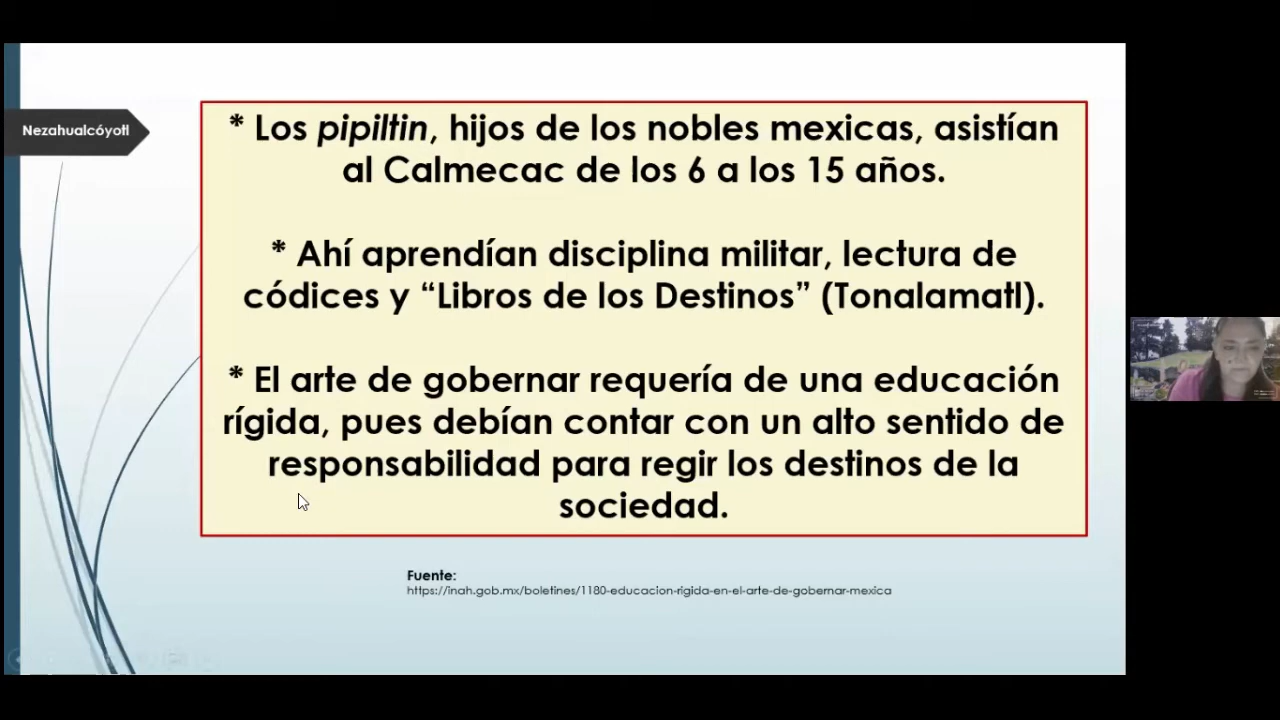 Nezahualcóyotl
* Los pipiltin, hijos de los nobles mexicas, asistían
al Calmecac de los 6 a los 15 años.
* Ahí aprendían disciplina militar, lectura de
códices y “Libros de los Destinos” (Tonalamatl).
* El arte de gobernar requería de una educación
rígida, pues debían contar con un alto sentido de
responsabilidad para regir los destinos de la
sociedad.
Fuente:
https://inah.gob.mx/boletines/1180-educacion-rigida-en-el-arte-de-gobernar-mexica